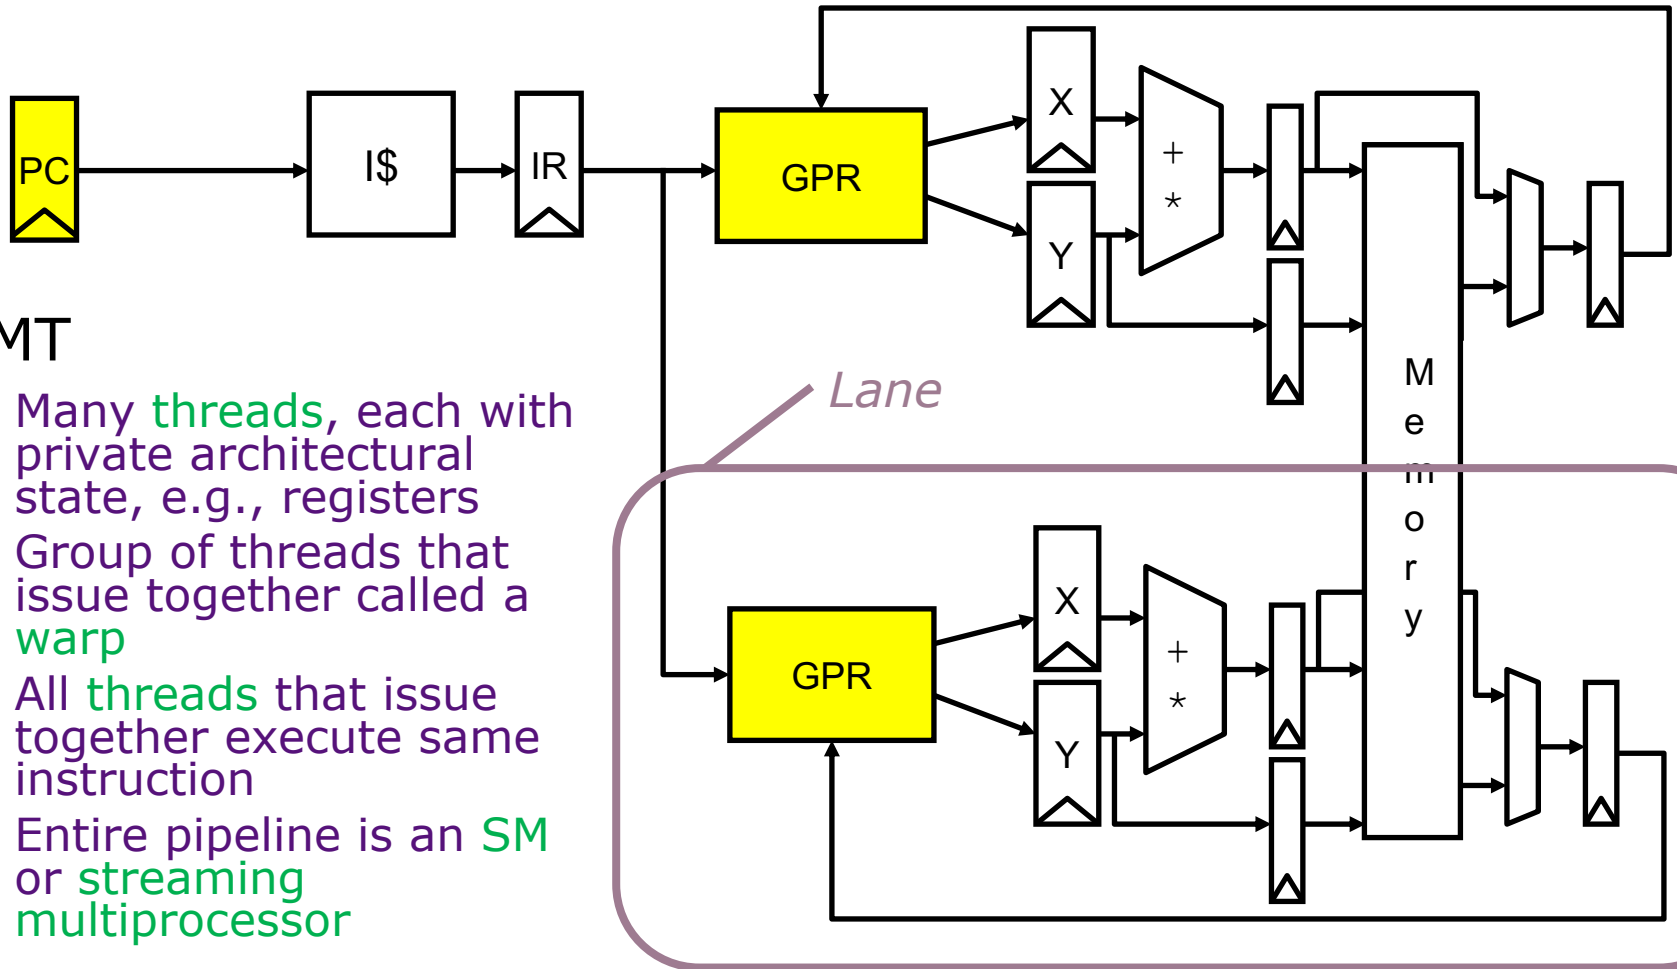 PC
I$
IR
GPR
X
Y
+
*
MT
Many threads, each with
private architectural
state, e.g., registers
Group of threads that
issue together called a
warp
All threads that issue
together execute same
instruction
Entire pipeline is an SM
or streaming
multiprocessor
Lane
M
e
m
o
r
y
GPR
X
Y
+
*